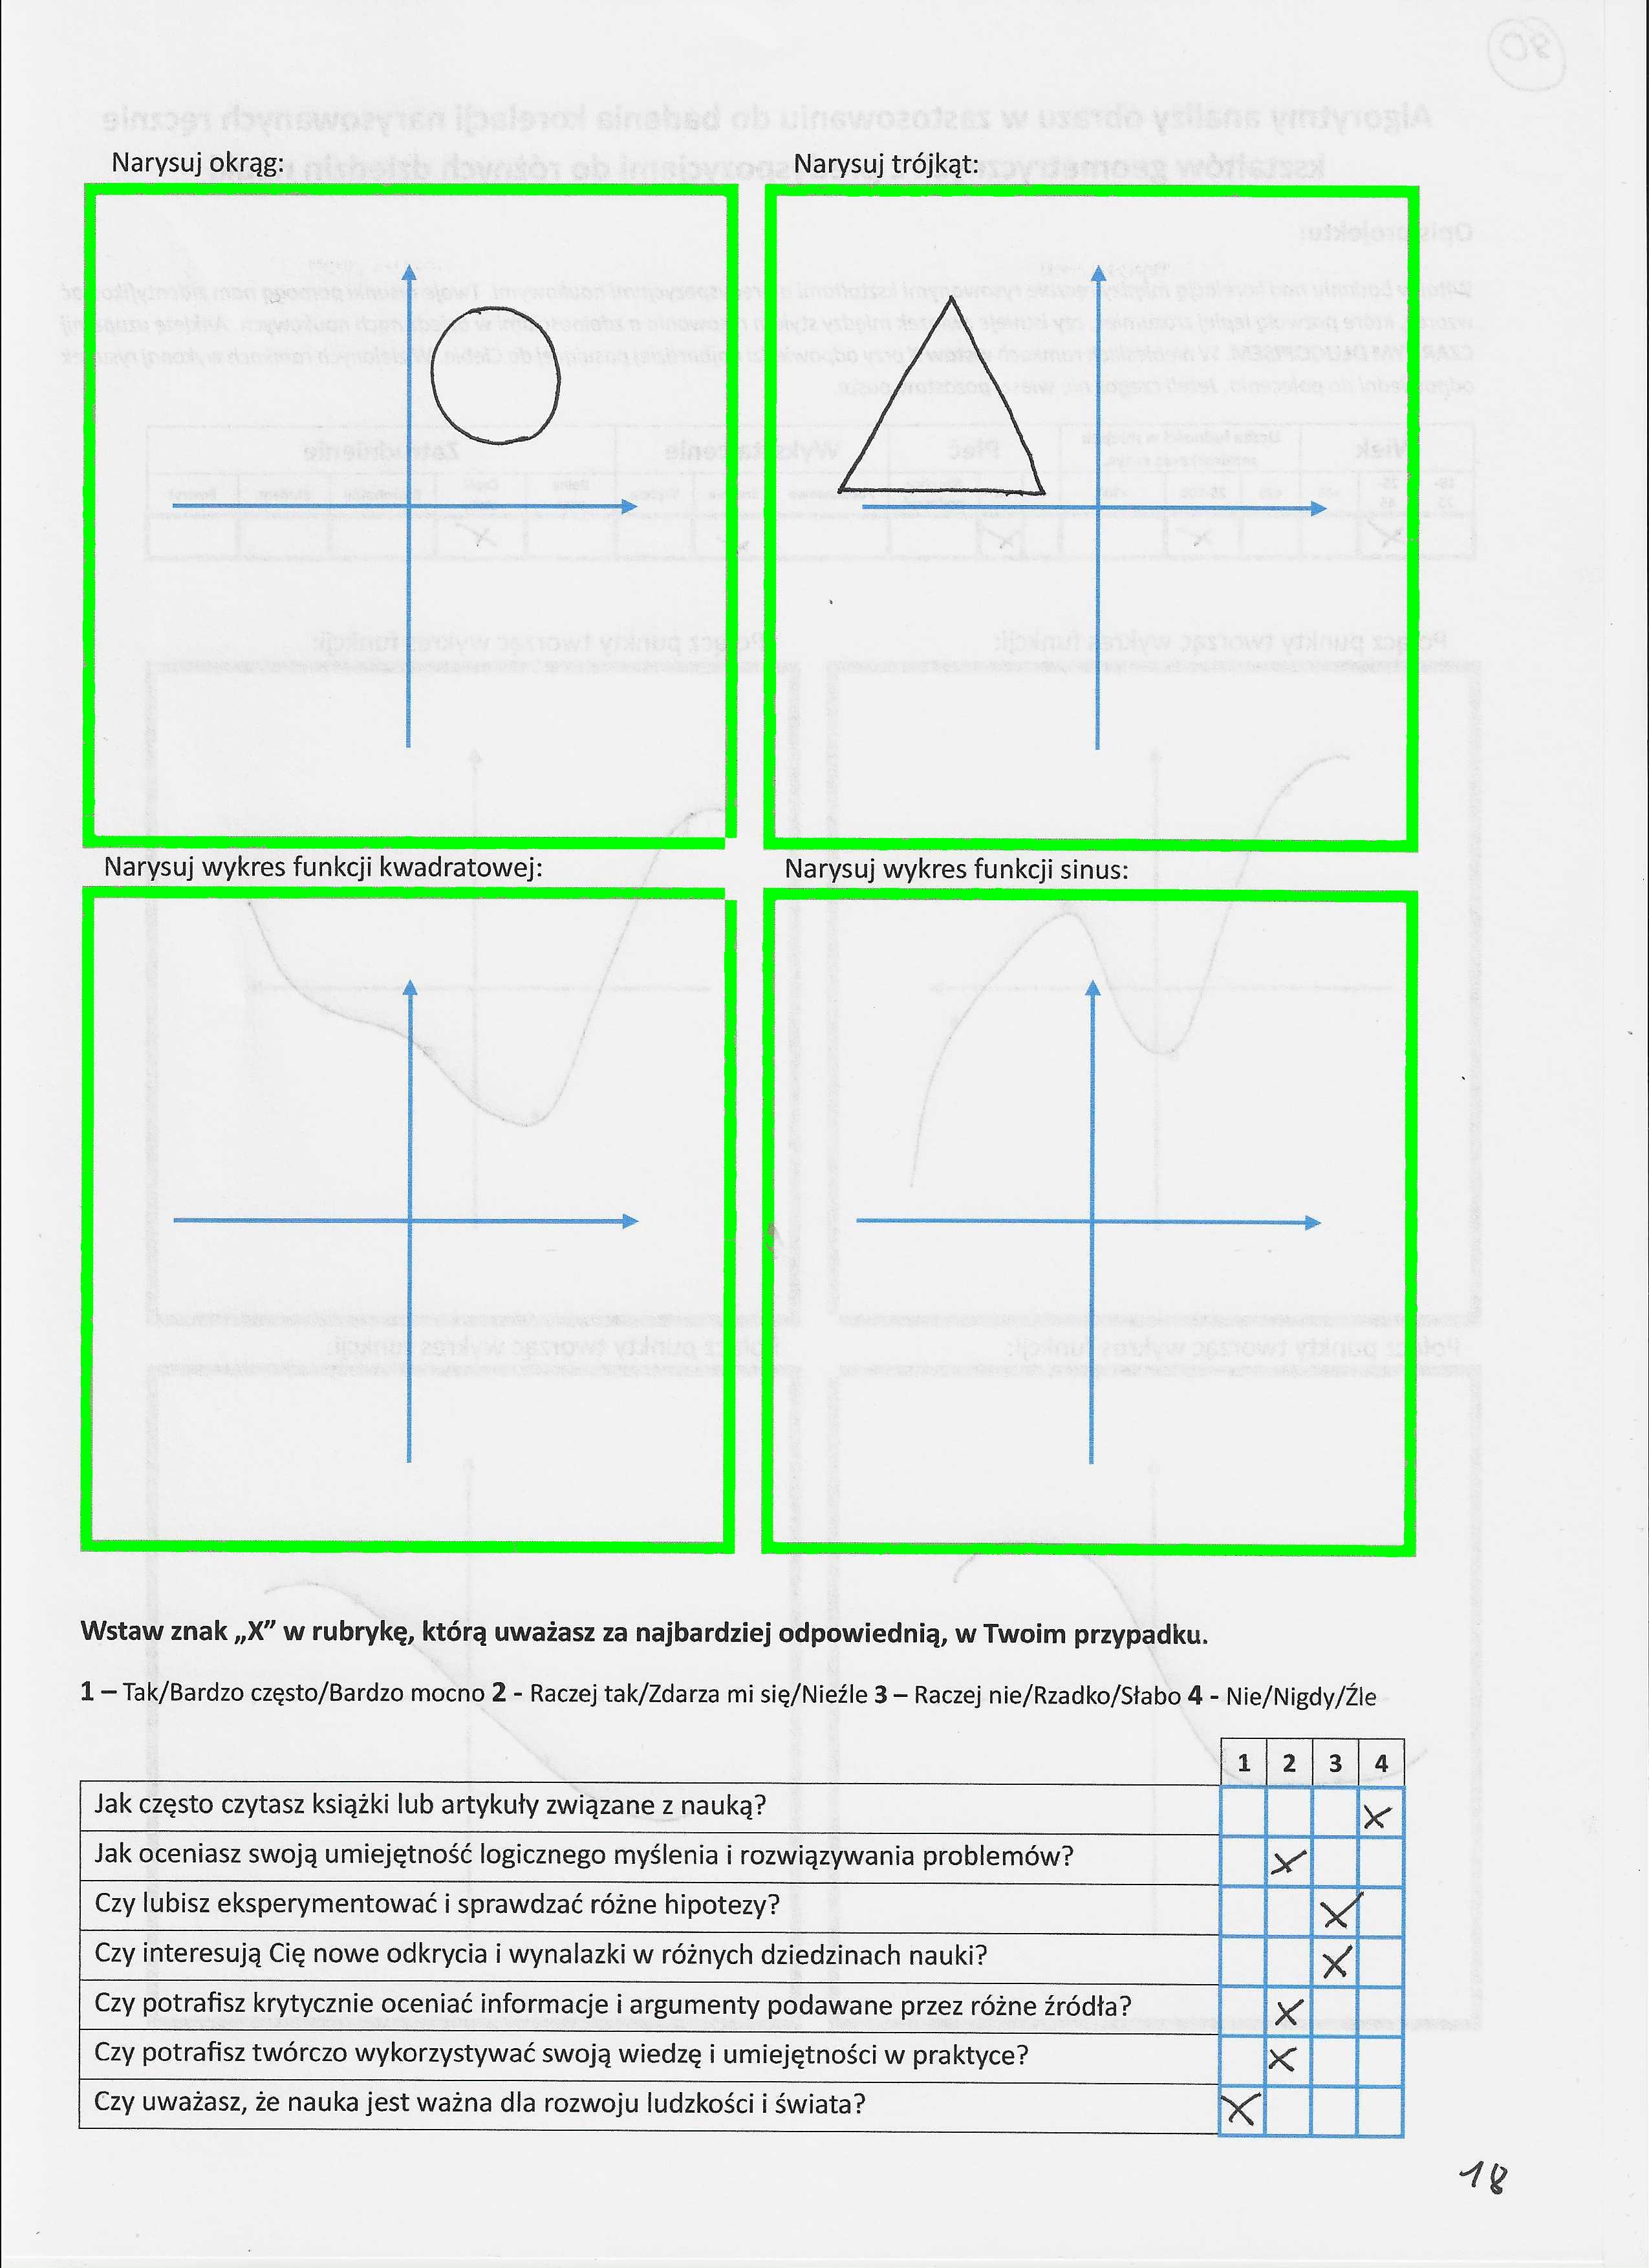 Narysuj okrąg:
Narysuj trójkąt:
Narysuj wykres funkcji kwadratowej:
Narysuj wykres funkcji sinus:
Wstaw znak „X” w rubrykę, którą uważasz za najbardziej odpowiednią, w Twoim przypadku.
1 – Tak/Bardzo często/Bardzo mocno 2 - Raczej tak/Zdarza mi się/Nieźle 3 – Raczej nie/Rzadko/Słabo 4 - Nie/Nigdy/Źle
1 2 3 4
Jak często czytasz książki lub artykuły związane z nauką? X
Jak oceniasz swoją umiejętność logicznego myślenia i rozwiązywania problemów? X
Czy lubisz eksperymentować i sprawdzać różne hipotezy? X
Czy interesują Cię nowe odkrycia i wynalazki w różnych dziedzinach nauki? X
Czy potrafisz krytycznie oceniać informacje i argumenty podawane przez różne źródła? X
Czy potrafisz twórczo wykorzystywać swoją wiedzę i umiejętności w praktyce? X
Czy uważasz, że nauka jest ważna dla rozwoju ludzkości i świata? X
18